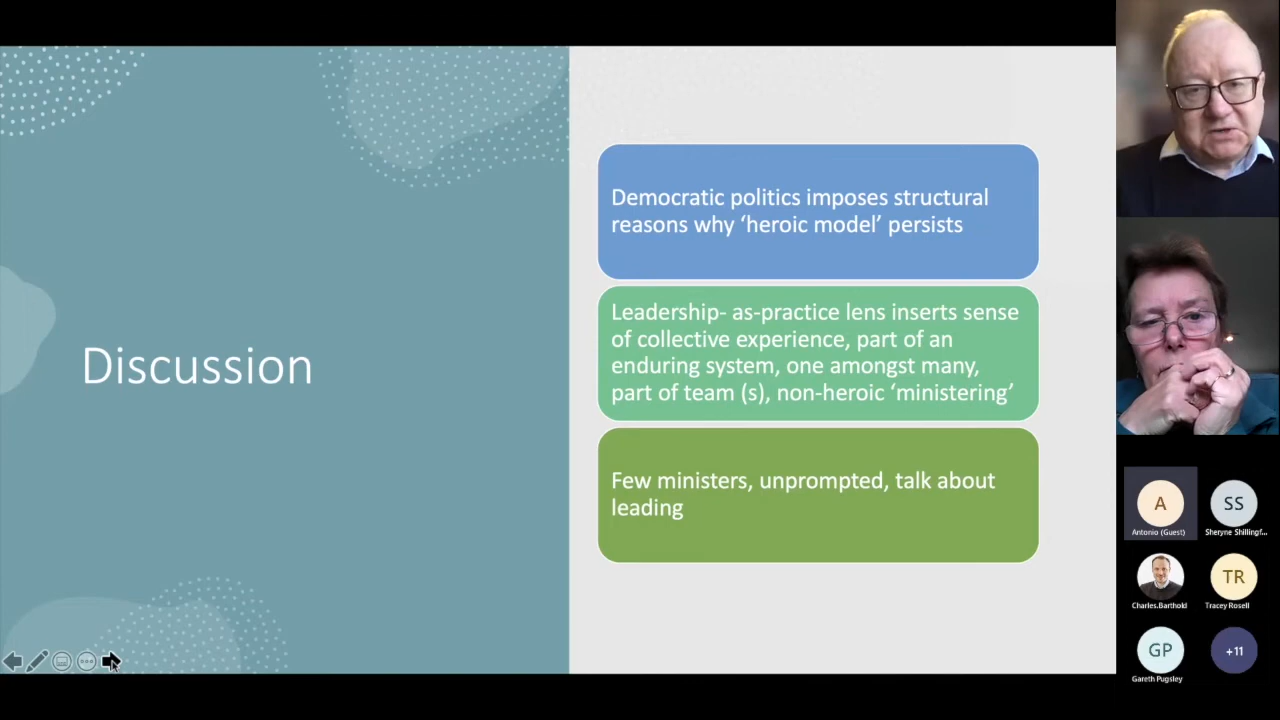 Discussion
Democratic politics imposes structural
reasons why ‘heroic model’ persists
Leadership- as-practice lens inserts sense
of collective experience, part of an
enduring system, one amongst many,
part of team (s), non-heroic ‘ministering’
Few ministers, unprompted, talk about
leading
A
Antonio (Guest)
SS
Sheryne Shillingf...
Charles.Barthold
TR
Tracey Rosell
GP
Gareth Pugsley
+11